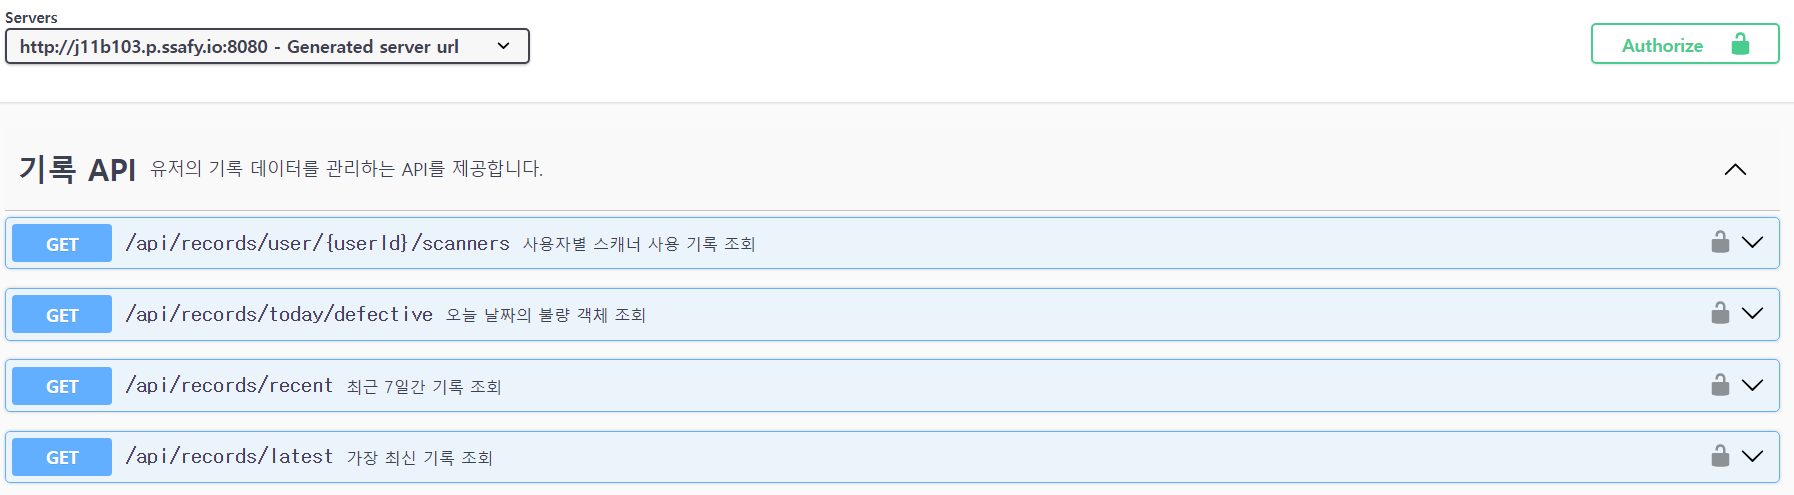 Servers
http://j11b103.p.ssafy.io:8080 - Generated server url
Authorize
기록 API 유저의 기록 데이터를 관리하는 API를 제공합니다.
GET /api/records/user/{userId}/scanners 사용자별 스캐너 사용 기록 조회
GET /api/records/today/defective 오늘 날짜의 불량 객체 조회
GET /api/records/recent 최근 7일간 기록 조회
GET /api/records/latest 가장 최신 기록 조회